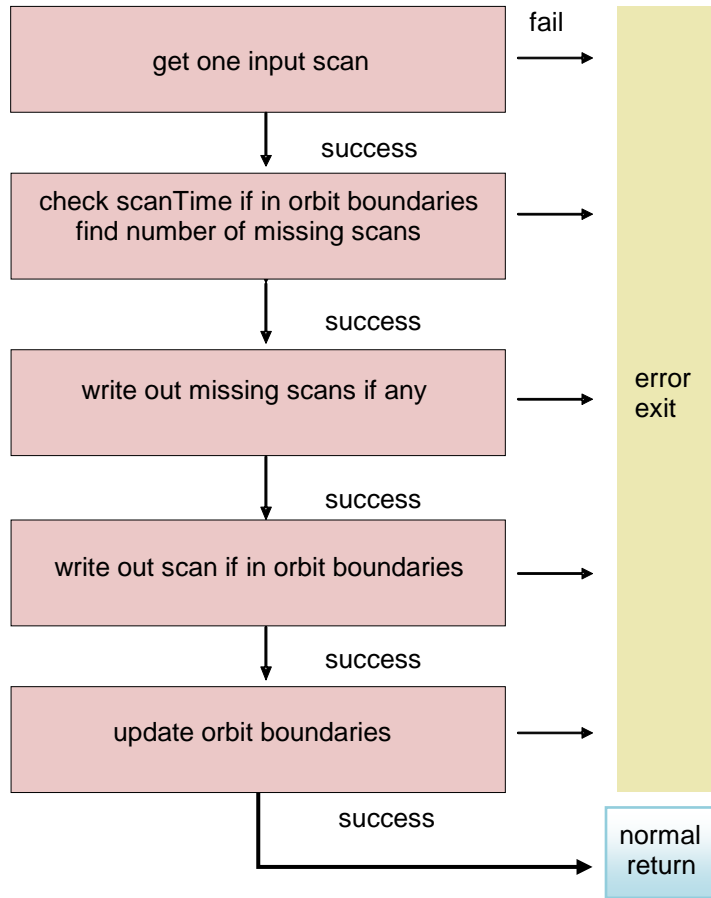 fail
get one input scan
success
check scanTime if in orbit boundaries
find number of missing scans
success
write out missing scans if any
error
exit
success
write out scan if in orbit boundaries
success
update orbit boundaries
success
normal
return